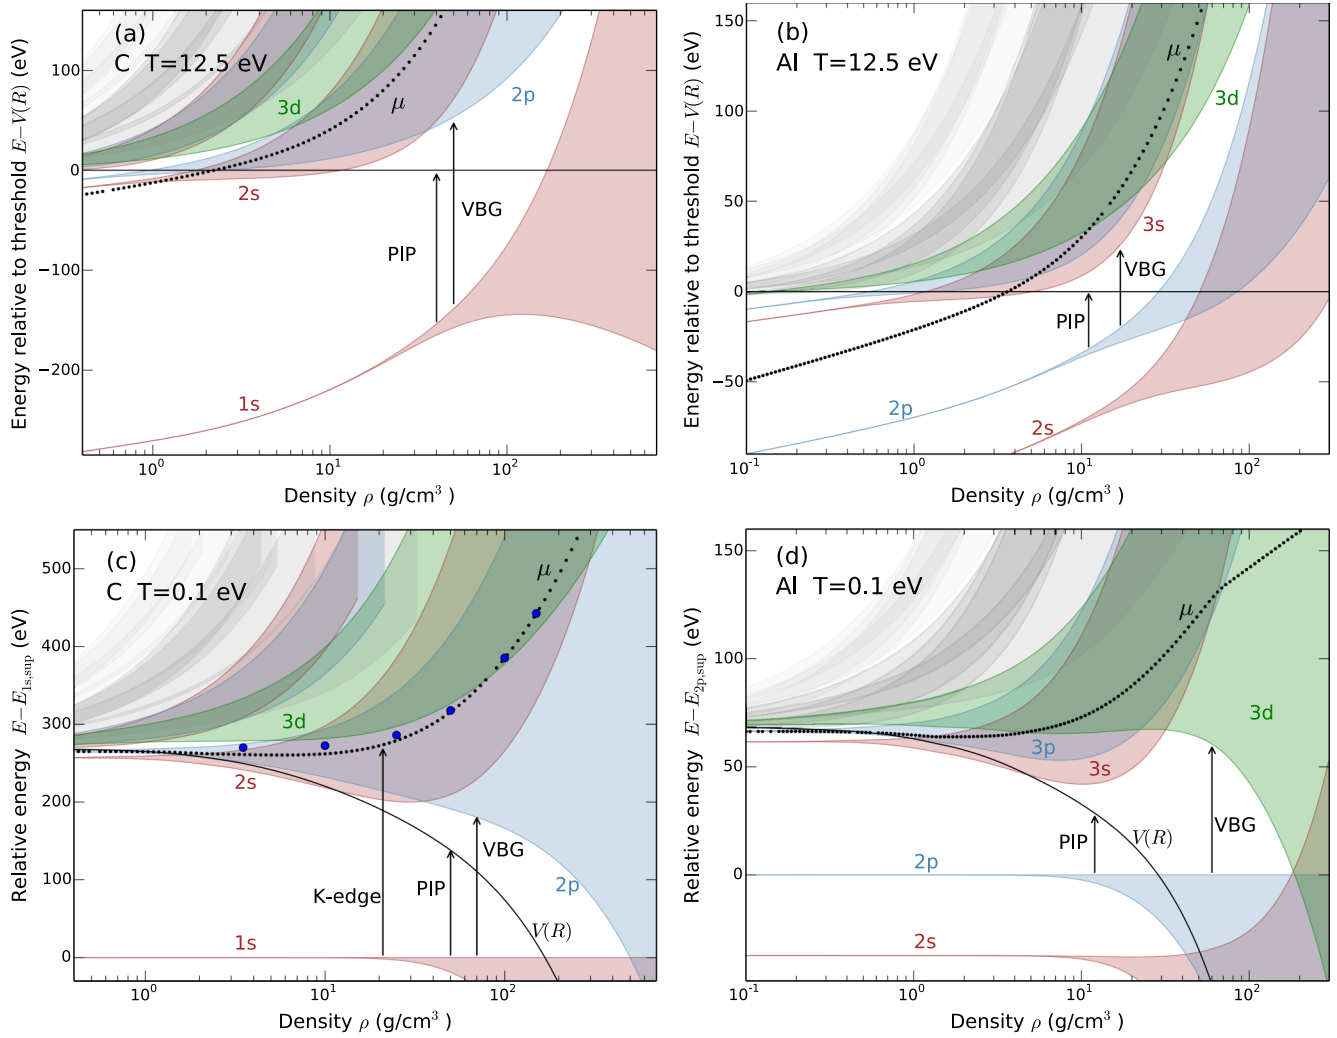 (a)
C T=12.5 eV
3d
μ
2p
2s
VBG
PIP
1s
100
0
−100
−200
10⁰
10¹
10²
Energy relative to threshold E−V(R) (eV)
Density ρ (g/cm³)
(b)
Al T=12.5 eV
μ
3d
3s
VBG
PIP
2p
2s
150
100
50
0
−50
10⁻¹
10⁰
10¹
10²
Energy relative to threshold E−V(R) (eV)
Density ρ (g/cm³)
(c)
C T=0.1 eV
μ
3d
2s
VBG
PIP
K-edge
2p
V(R)
1s
500
400
300
200
100
0
10⁰
10¹
10²
Relative energy E−E₁ₛ,sup (eV)
Density ρ (g/cm³)
(d)
Al T=0.1 eV
μ
3d
3p
3s
VBG
V(R)
PIP
2p
2s
150
100
50
0
10⁻¹
10⁰
10¹
10²
Relative energy E−E₂ₚ,sup (eV)
Density ρ (g/cm³)